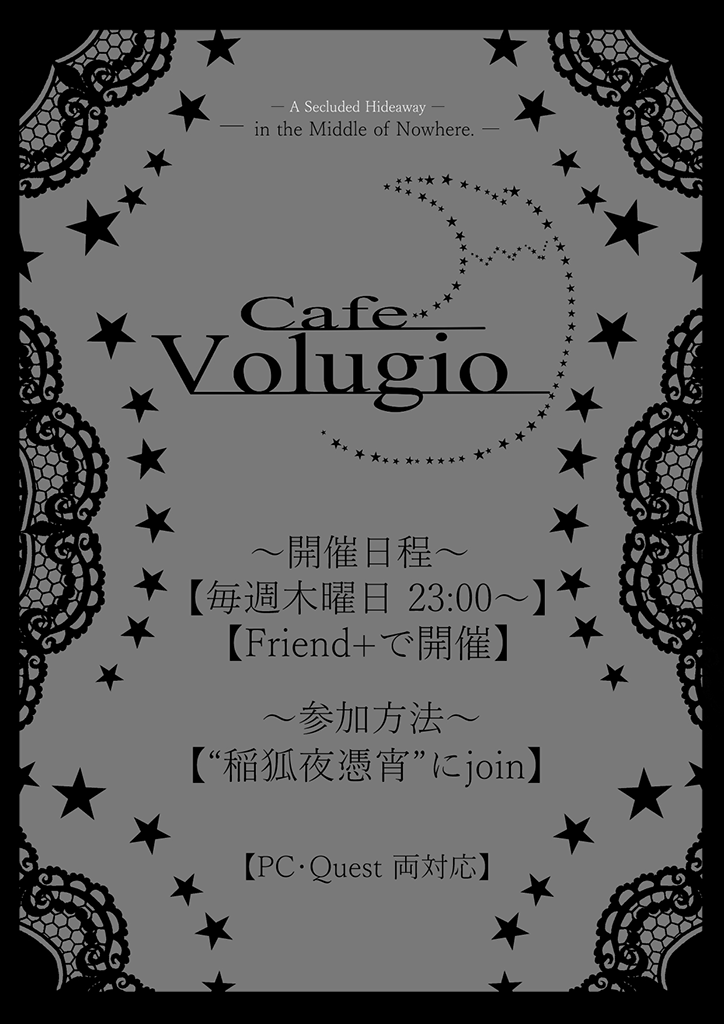 — A Secluded Hideaway —
— in the Middle of Nowhere. —
Cafe
Volugio
～開催日程～
【毎週木曜日 23:00～】
【Friend+で開催】
～参加方法～
【“稲狐夜憑宵”にjoin】
【PC・Quest 両対応】